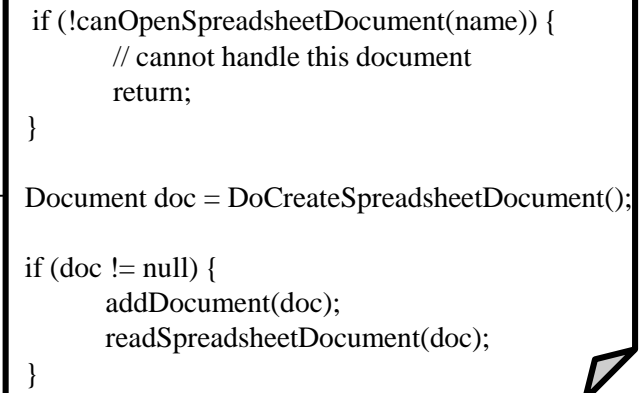 if (!canOpenSpreadsheetDocument(name)) {
// cannot handle this document
return;
}
Document doc = DoCreateSpreadsheetDocument();
if (doc != null) {
addDocument(doc);
readSpreadsheetDocument(doc);
}